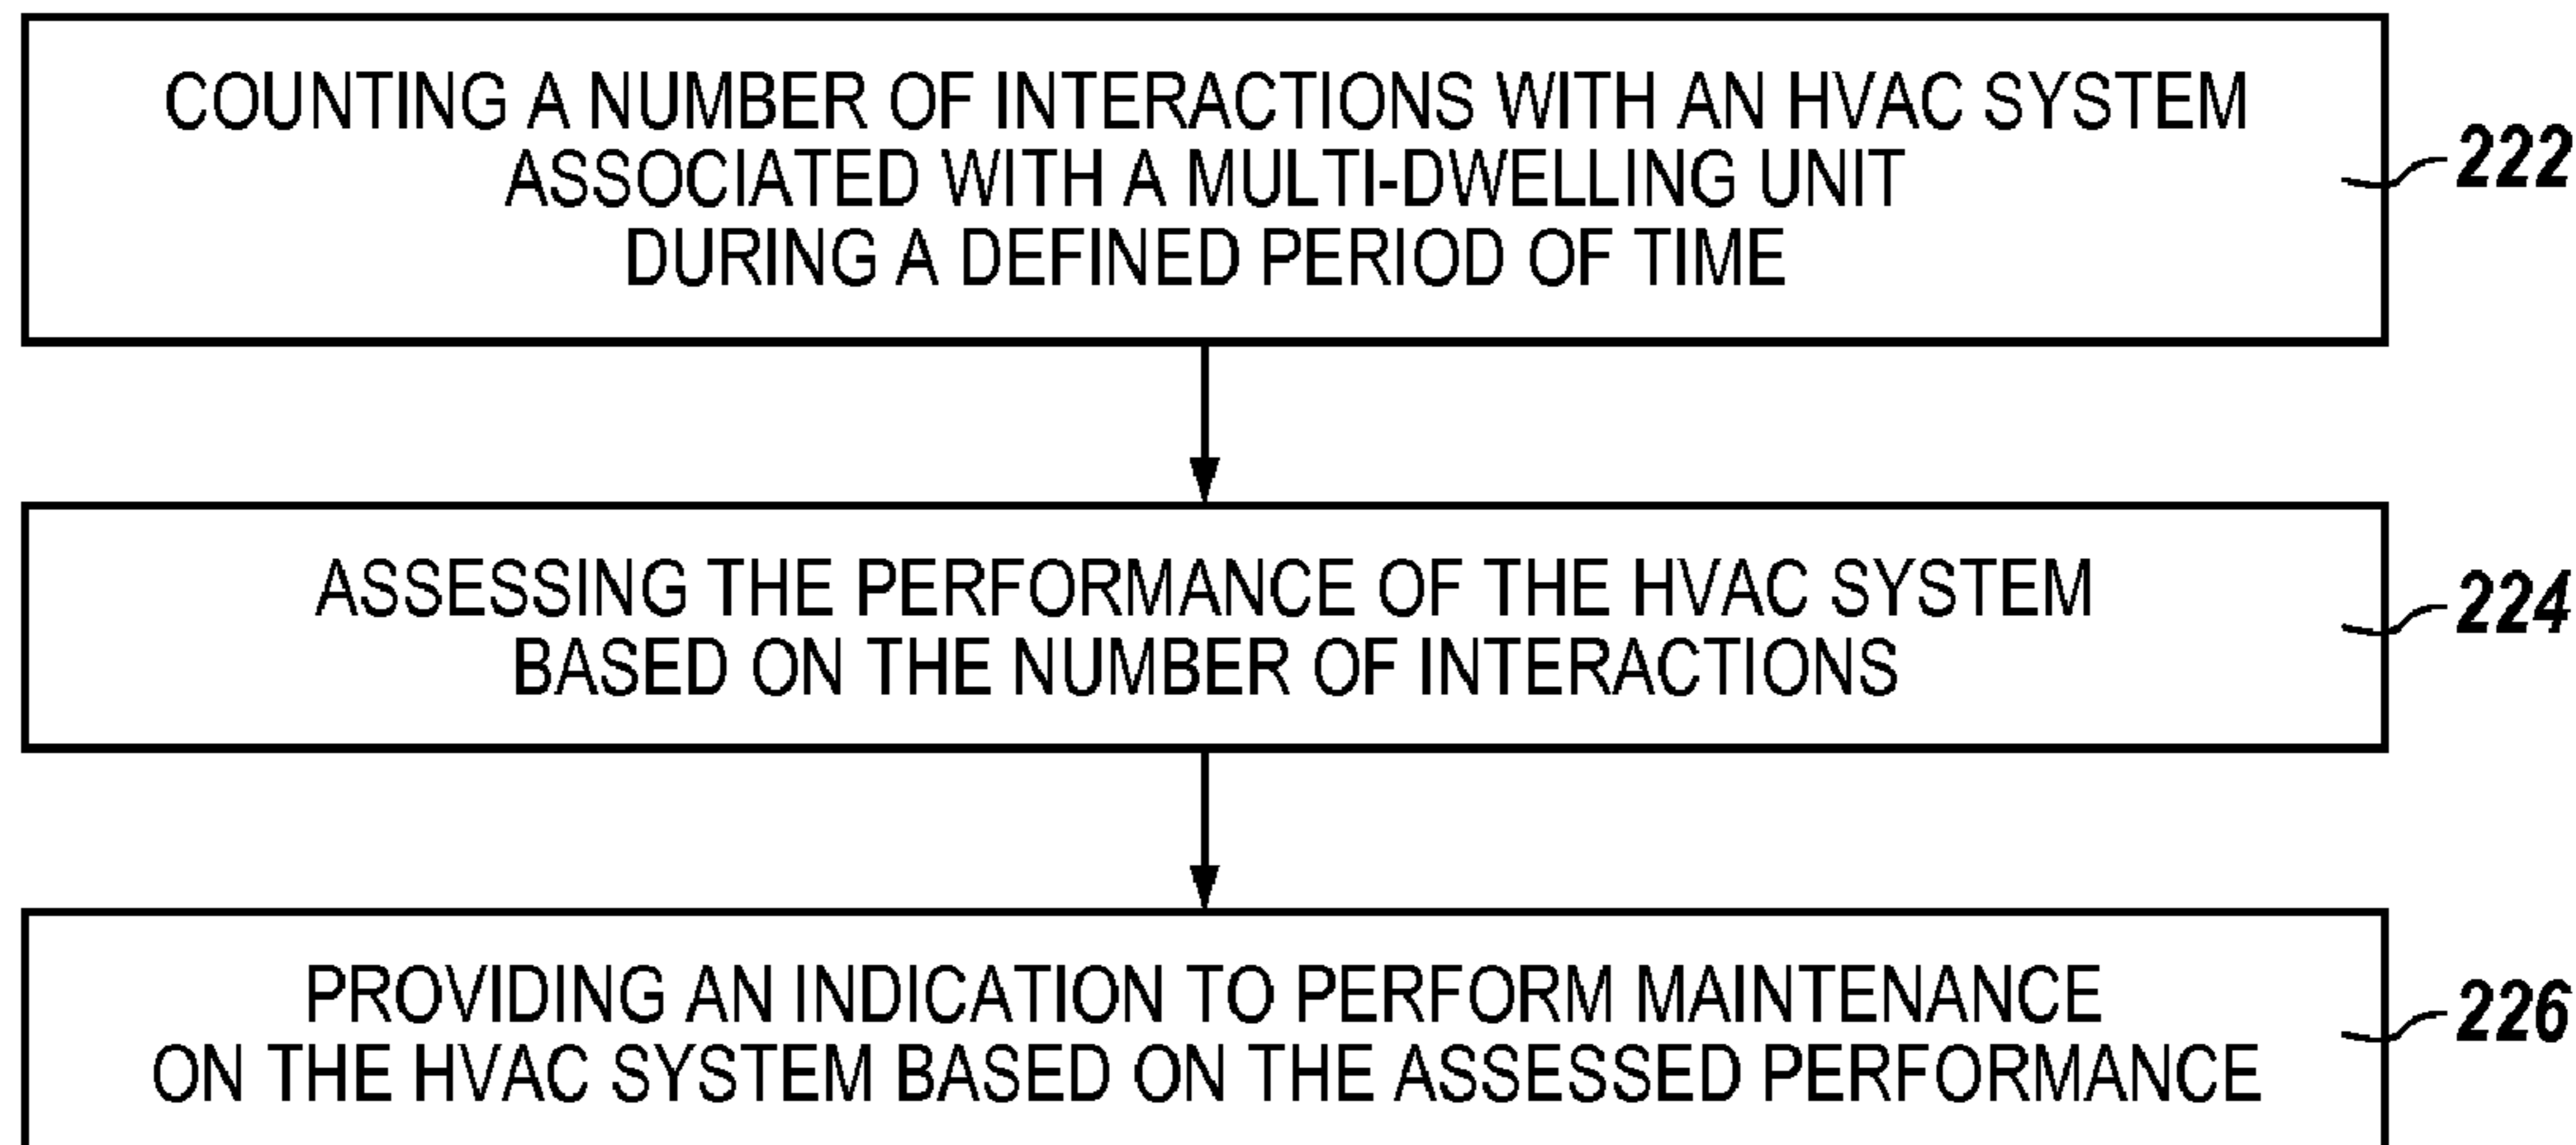 COUNTING A NUMBER OF INTERACTIONS WITH AN HVAC SYSTEM
ASSOCIATED WITH A MULTI-DWELLING UNIT
DURING A DEFINED PERIOD OF TIME
222
ASSESSING THE PERFORMANCE OF THE HVAC SYSTEM
BASED ON THE NUMBER OF INTERACTIONS
224
PROVIDING AN INDICATION TO PERFORM MAINTENANCE
ON THE HVAC SYSTEM BASED ON THE ASSESSED PERFORMANCE
226